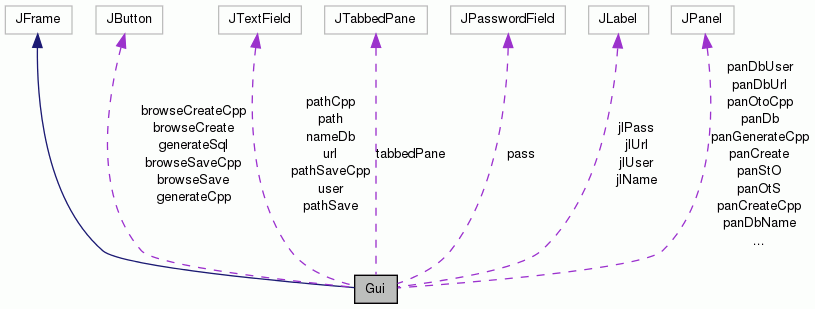 JFrame
JButton
JTextField
JTabbedPane
JPasswordField
JLabel
JPanel
browseCreateCpp
browseCreate
generateSql
browseSaveCpp
browseSave
generateCpp
pathCpp
path
nameDb
url
pathSaveCpp
user
pathSave
tabbedPane
pass
jlPass
jlUrl
jlUser
jlName
panDbUser
panDbUrl
panOtoCpp
panDb
panGenerateCpp
panCreate
panStO
panOtS
panCreateCpp
panDbName
...
Gui